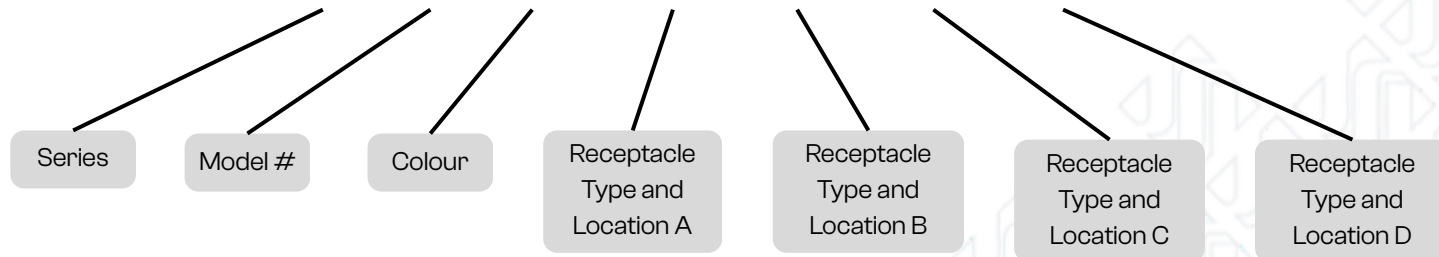 Series
Model #
Colour
Receptacle
Type and
Location A
Receptacle
Type and
Location B
Receptacle
Type and
Location C
Receptacle
Type and
Location D